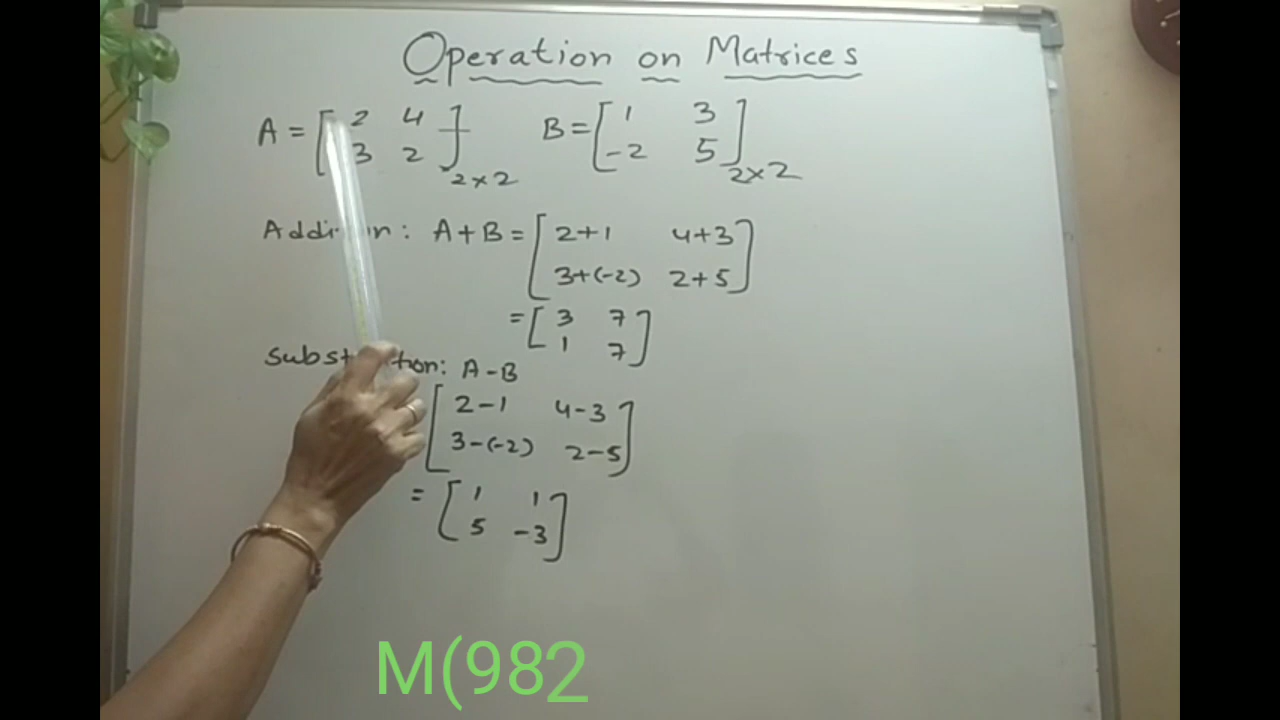 Operation on Matrices
A = [ 2 4 ] B = [ 1 3 ]
3 2 -2 5
2×2 2×2
: A+B = [ 2+1 4+3 ]
3+(-2) 2+5
= [ 3 7 ]
1 7
A-B
[ 2-1 4-3 ]
3-(-2) 2-5
= [ 1 1 ]
5 -3
M(982